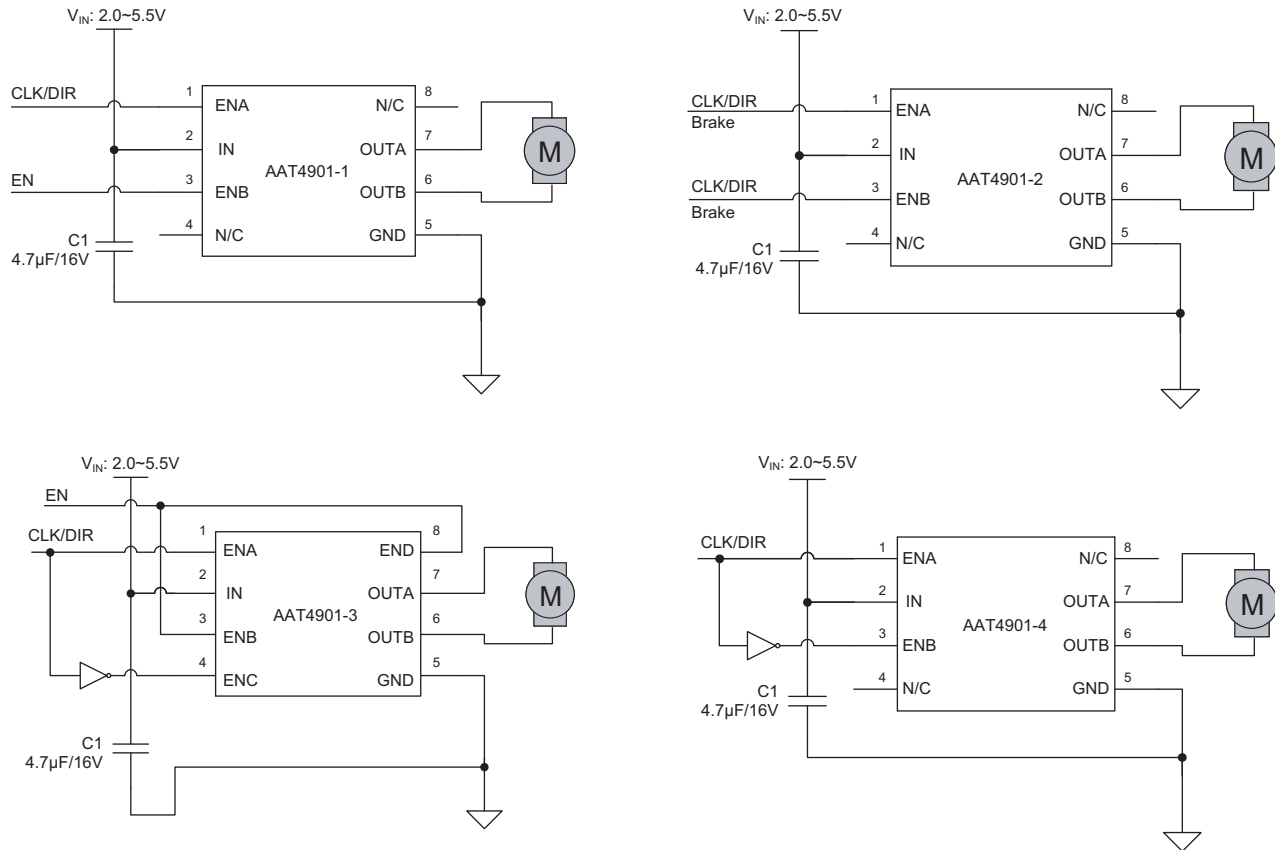 VIN: 2.0~5.5V
CLK/DIR
1
ENA
N/C
8
2
IN
OUTA
7
EN
3
ENB
OUTB
6
4
N/C
GND
5
AAT4901-1
M
C1
4.7µF/16V
VIN: 2.0~5.5V
CLK/DIR
Brake
1
ENA
N/C
8
2
IN
OUTA
7
CLK/DIR
Brake
3
ENB
OUTB
6
4
N/C
GND
5
AAT4901-2
M
C1
4.7µF/16V
VIN: 2.0~5.5V
EN
CLK/DIR
1
ENA
END
8
2
IN
OUTA
7
3
ENB
OUTB
6
4
ENC
GND
5
AAT4901-3
M
C1
4.7µF/16V
VIN: 2.0~5.5V
CLK/DIR
1
ENA
N/C
8
2
IN
OUTA
7
3
ENB
OUTB
6
4
N/C
GND
5
AAT4901-4
M
C1
4.7µF/16V